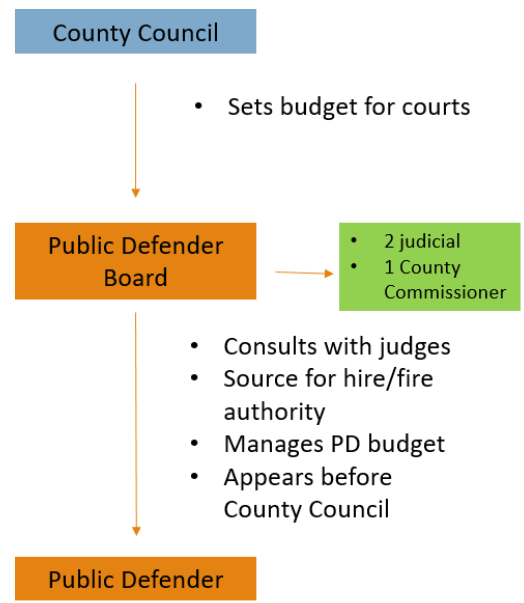 County Council
• Sets budget for courts
Public Defender
Board
• 2 judicial
• 1 County
Commissioner
• Consults with judges
• Source for hire/fire
authority
• Manages PD budget
• Appears before
County Council
Public Defender